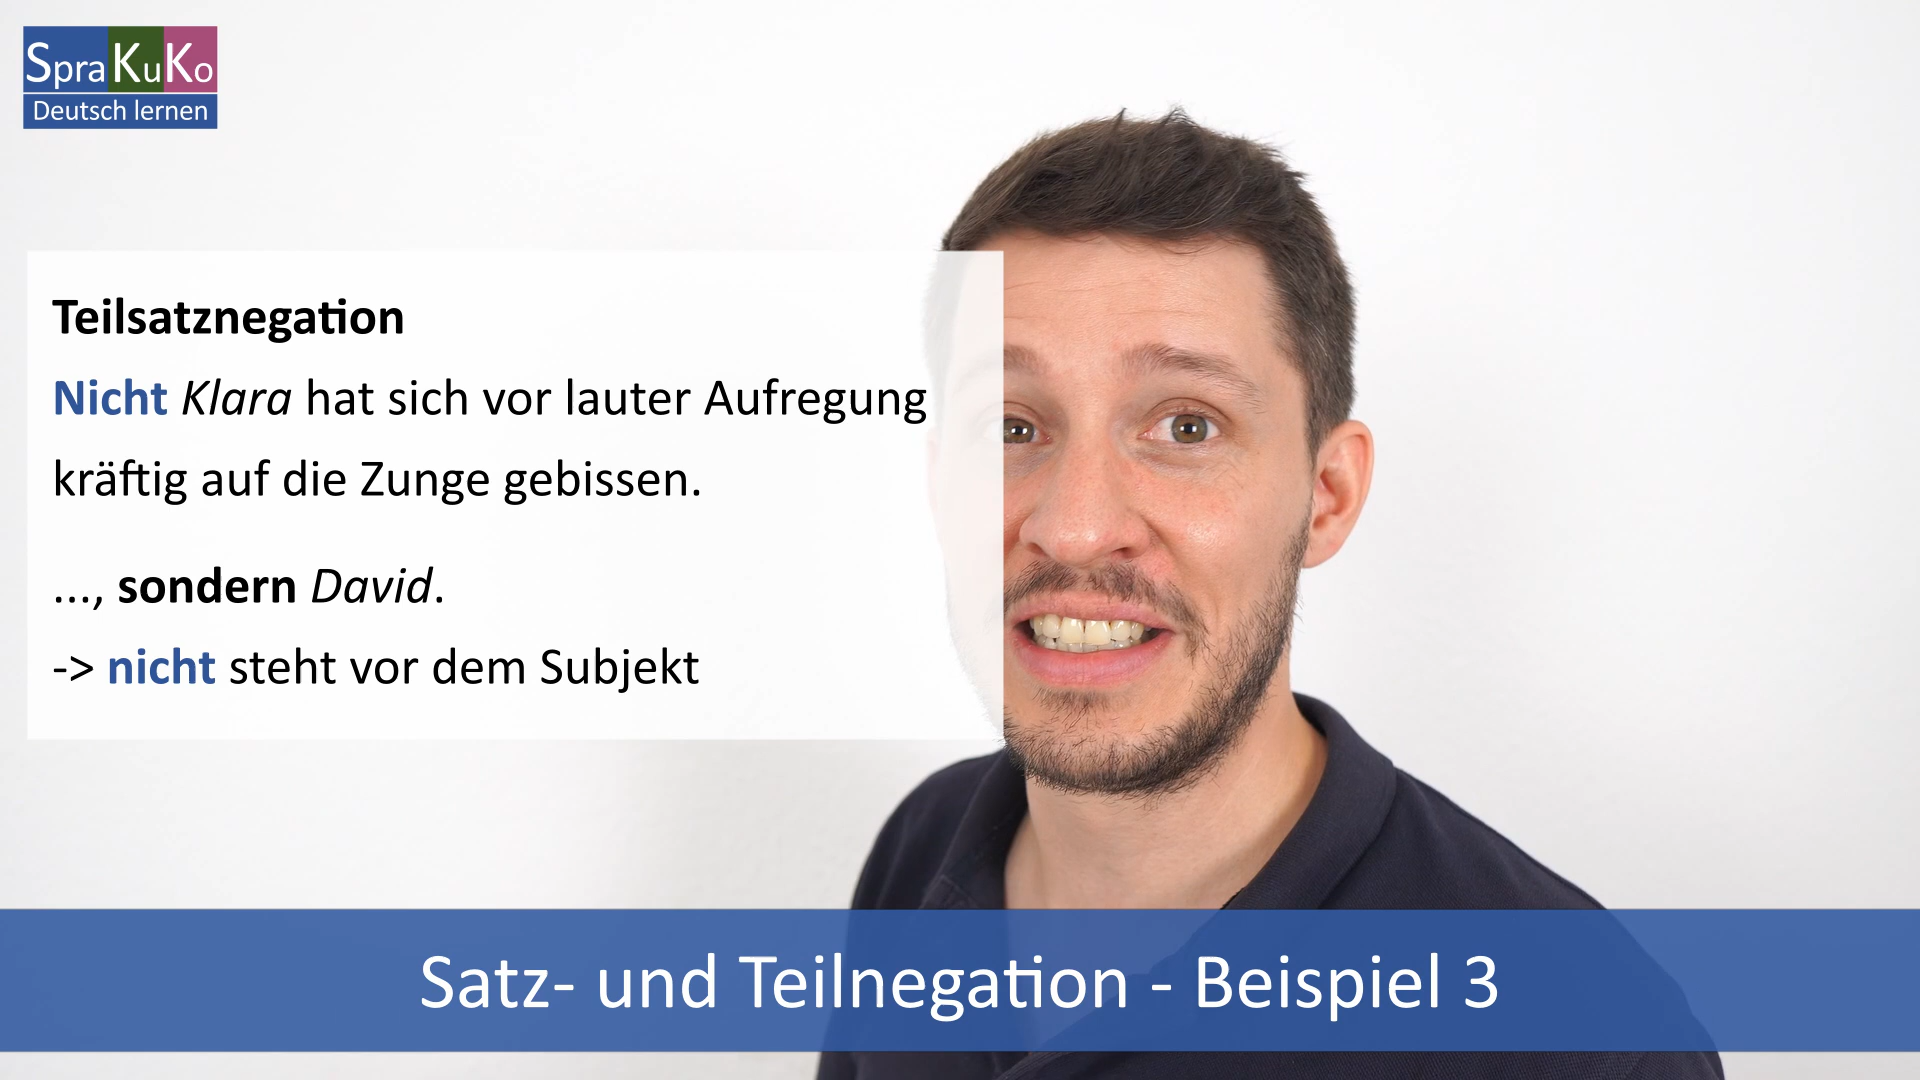 SpraKuKo
Deutsch lernen
Teilsatznegation
Nicht Klara hat sich vor lauter Aufregung
kräftig auf die Zunge gebissen.
..., sondern David.
-> nicht steht vor dem Subjekt
Satz- und Teilnegation - Beispiel 3